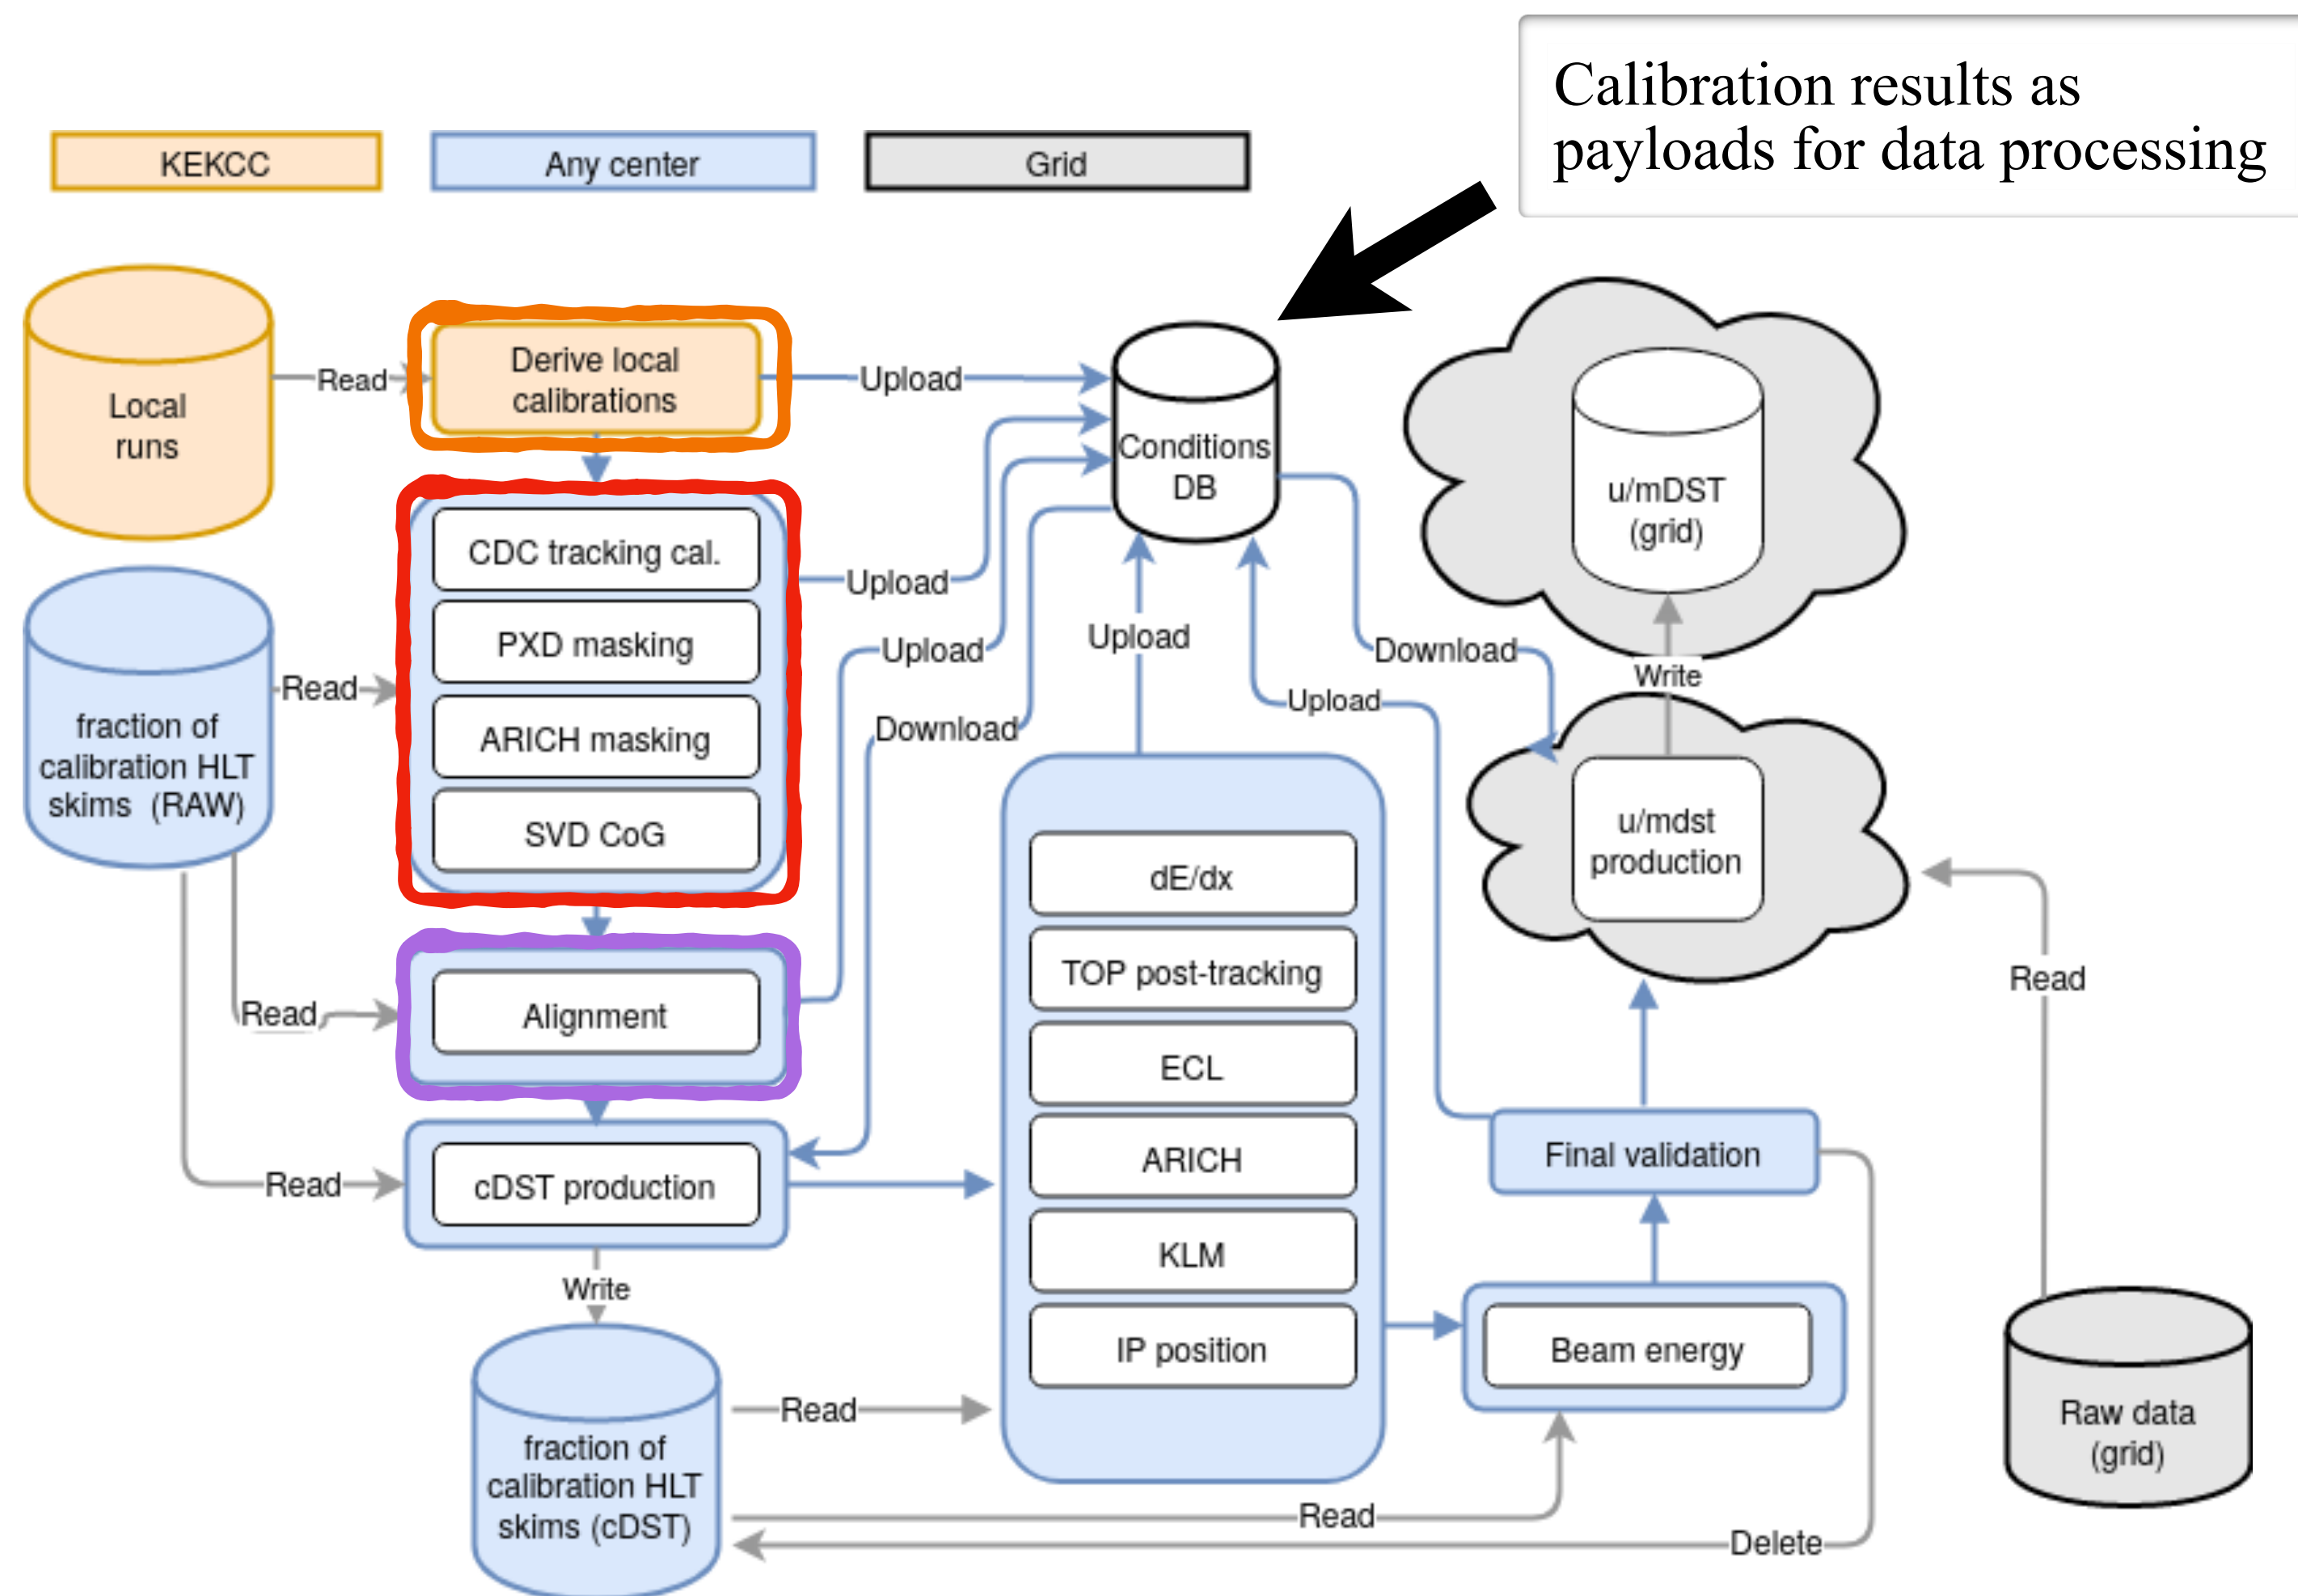 Calibration results as
payloads for data processing
KEKCC
Any center
Grid
Local
runs
Read
Derive local
calibrations
Upload
Conditions
DB
u/mDST
(grid)
CDC tracking cal.
PXD masking
ARICH masking
SVD CoG
Upload
Upload
Upload
Download
Upload
Download
Write
fraction of
calibration HLT
skims (RAW)
Read
u/mdst
production
dE/dx
TOP post-tracking
ECL
ARICH
KLM
IP position
Read
Alignment
Read
Read
cDST production
Final validation
Write
Beam energy
fraction of
calibration HLT
skims (cDST)
Read
Read
Delete
Raw data
(grid)